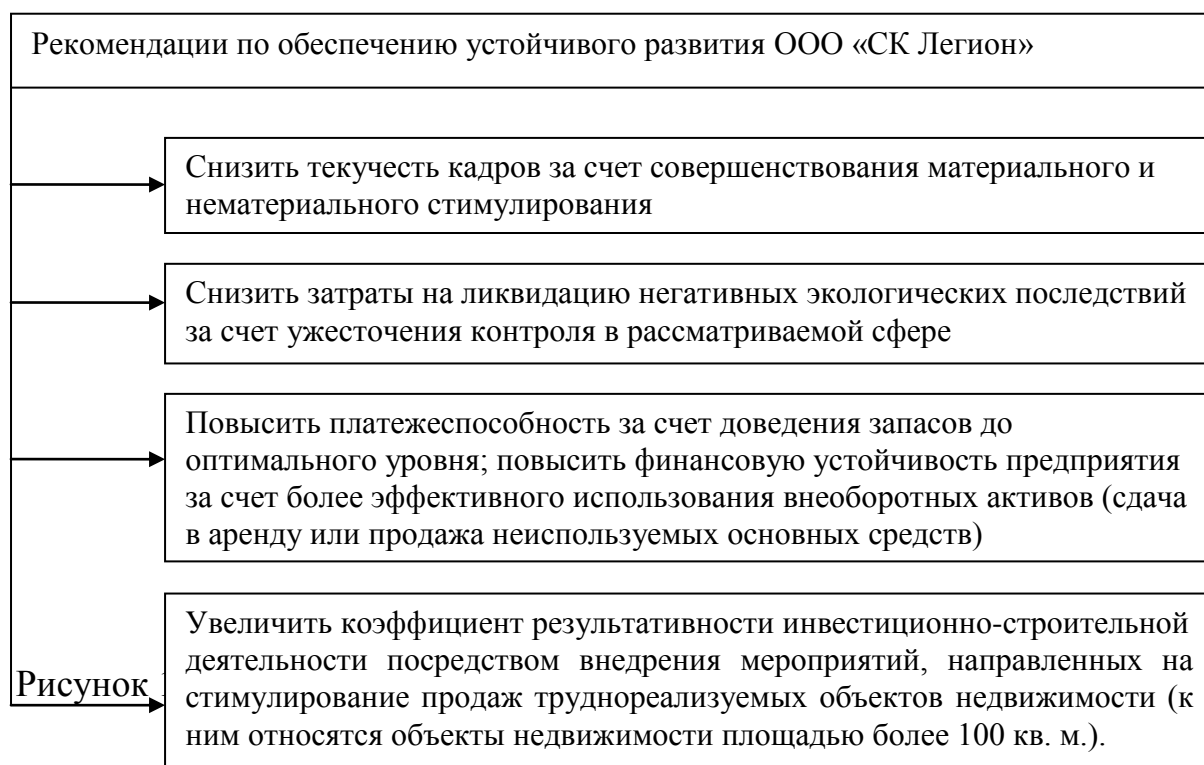 Рекомендации по обеспечению устойчивого развития ООО «СК Легион»
Снизить текучесть кадров за счет совершенствования материального и
нематериального стимулирования
Снизить затраты на ликвидацию негативных экологических последствий
за счет ужесточения контроля в рассматриваемой сфере
Повысить платежеспособность за счет доведения запасов до
оптимального уровня; повысить финансовую устойчивость предприятия
за счет более эффективного использования внеоборотных активов (сдача
в аренду или продажа неиспользуемых основных средств)
Увеличить коэффициент результативности инвестиционно-строительной
деятельности посредством внедрения мероприятий, направленных на
стимулирование продаж труднореализуемых объектов недвижимости (к
ним относятся объекты недвижимости площадью более 100 кв. м.).
Рисунок